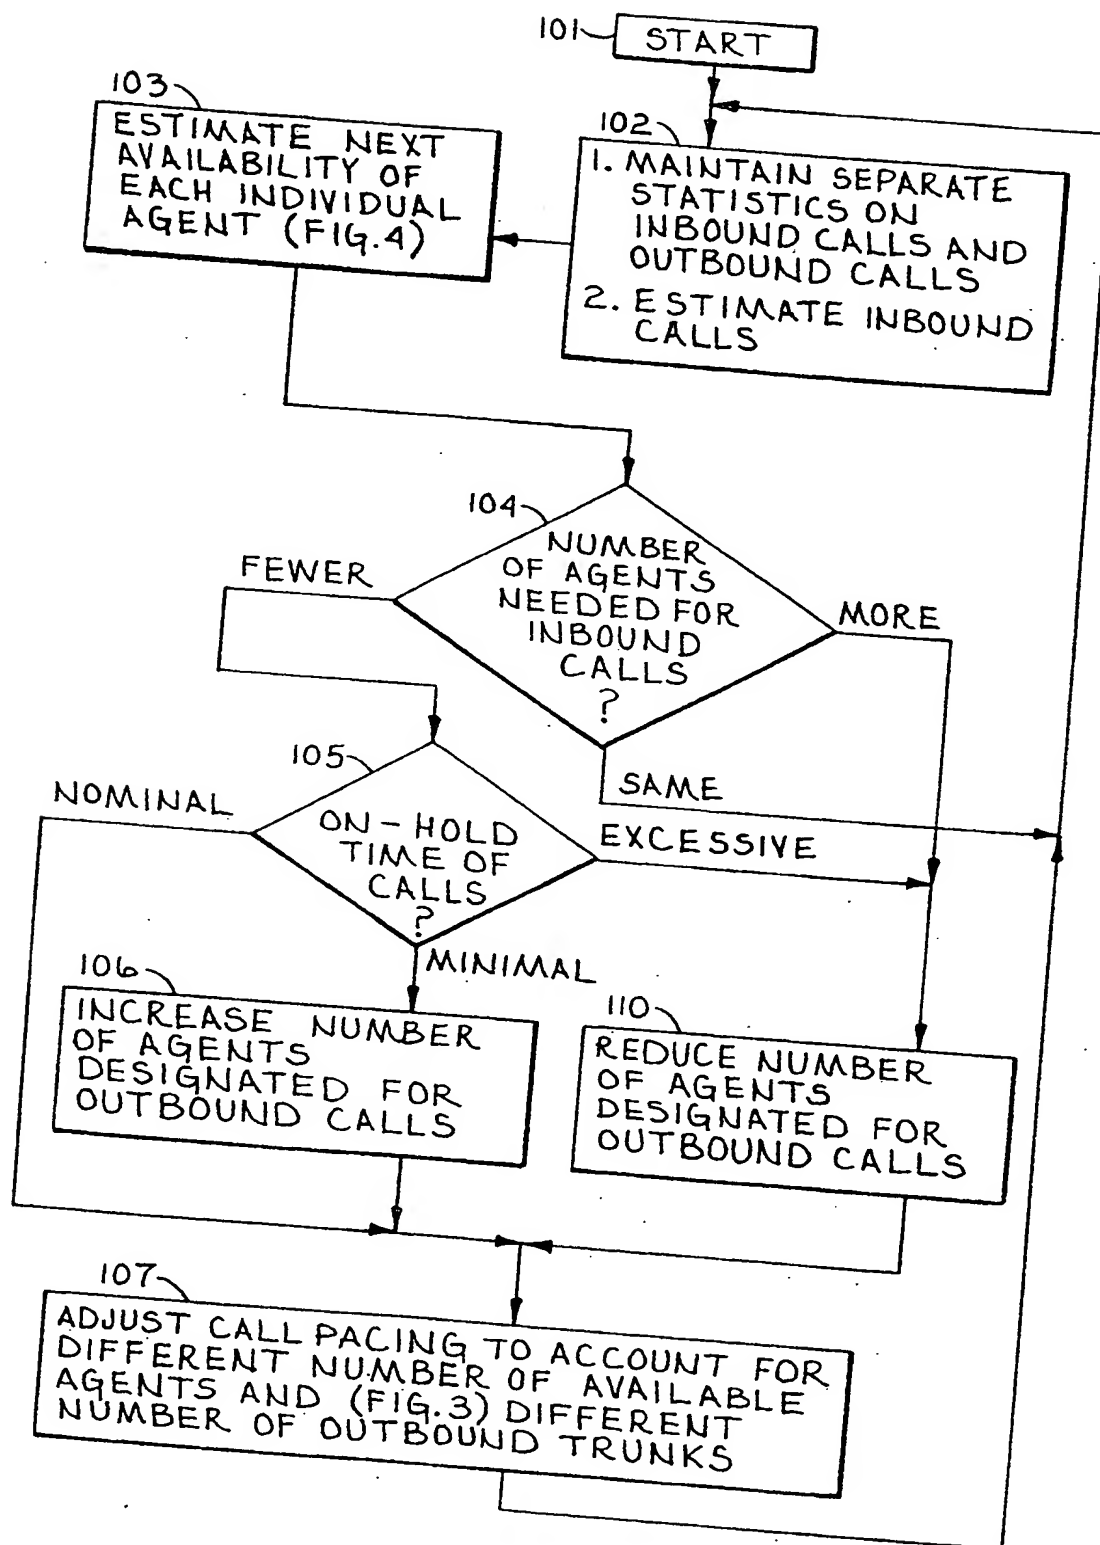 101
START
103
ESTIMATE NEXT
AVAILABILITY OF
EACH INDIVIDUAL
AGENT (FIG.4)
102
1. MAINTAIN SEPARATE
STATISTICS ON
INBOUND CALLS AND
OUTBOUND CALLS
2. ESTIMATE INBOUND
CALLS
104
NUMBER
OF AGENTS
NEEDED FOR
INBOUND
CALLS
?
FEWER
MORE
SAME
105
ON-HOLD
TIME OF
CALLS
?
NOMINAL
EXCESSIVE
MINIMAL
106
INCREASE NUMBER
OF AGENTS
DESIGNATED FOR
OUTBOUND CALLS
110
REDUCE NUMBER
OF AGENTS
DESIGNATED FOR
OUTBOUND CALLS
107
ADJUST CALL PACING TO ACCOUNT FOR
DIFFERENT NUMBER OF AVAILABLE
AGENTS AND (FIG.3) DIFFERENT
NUMBER OF OUTBOUND TRUNKS